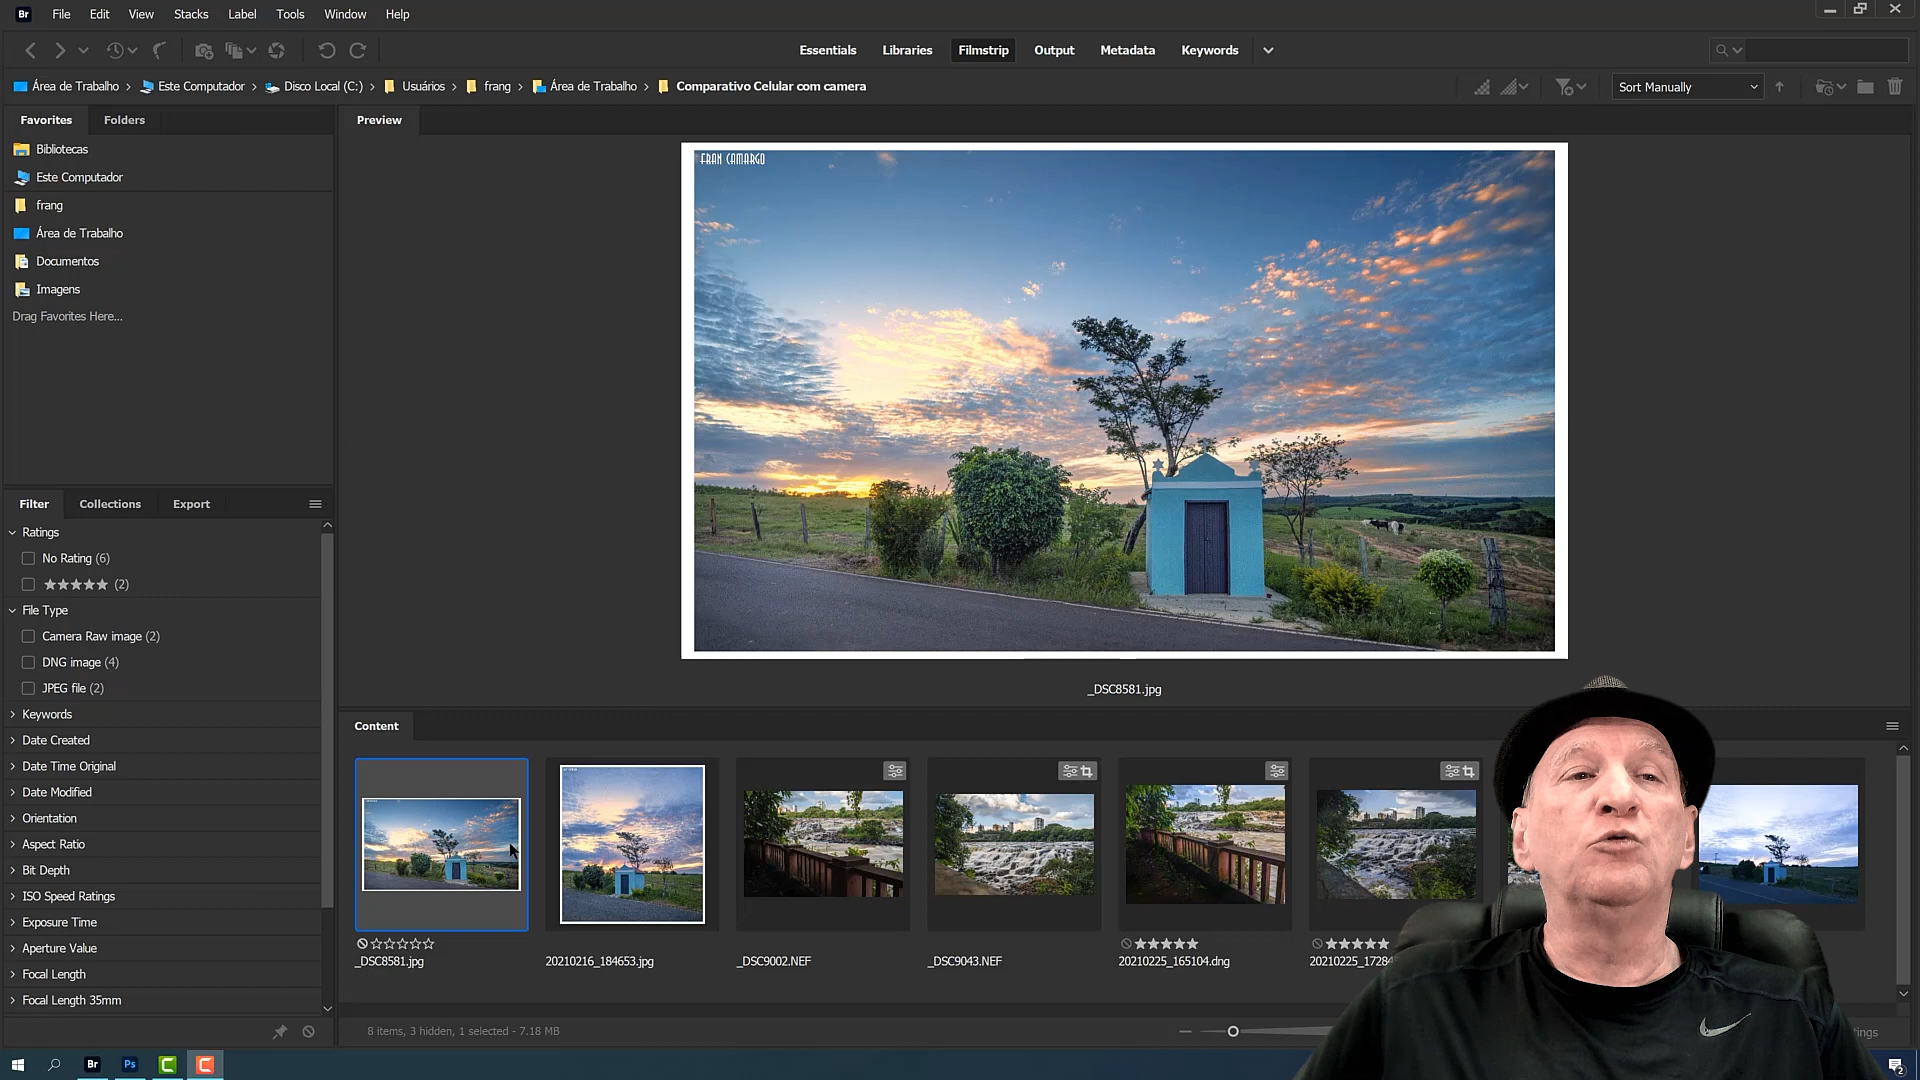 Br File Edit View Stacks Label Tools Window Help
Essentials Libraries Filmstrip Output Metadata Keywords
Área de Trabalho Este Computador Disco Local (C:) Usuários frang Área de Trabalho Comparativo Celular com camera
Sort Manually
Favorites Folders
Bibliotecas
Este Computador
frang
Área de Trabalho
Documentos
Imagens
Drag Favorites Here...
Filter Collections Export
Ratings
No Rating (6)
★★★★★ (2)
File Type
Camera Raw image (2)
DNG image (4)
JPEG file (2)
Keywords
Date Created
Date Time Original
Date Modified
Orientation
Aspect Ratio
Bit Depth
ISO Speed Ratings
Exposure Time
Aperture Value
Focal Length
Focal Length 35mm
Preview
FRAN CAMARGO
_DSC8581.jpg
Content
_DSC8581.jpg
20210216_184653.jpg
_DSC9002.NEF
_DSC9043.NEF
20210225_165104.dng
20210225_17284
8 items, 3 hidden, 1 selected - 7.18 MB
Br Ps
2